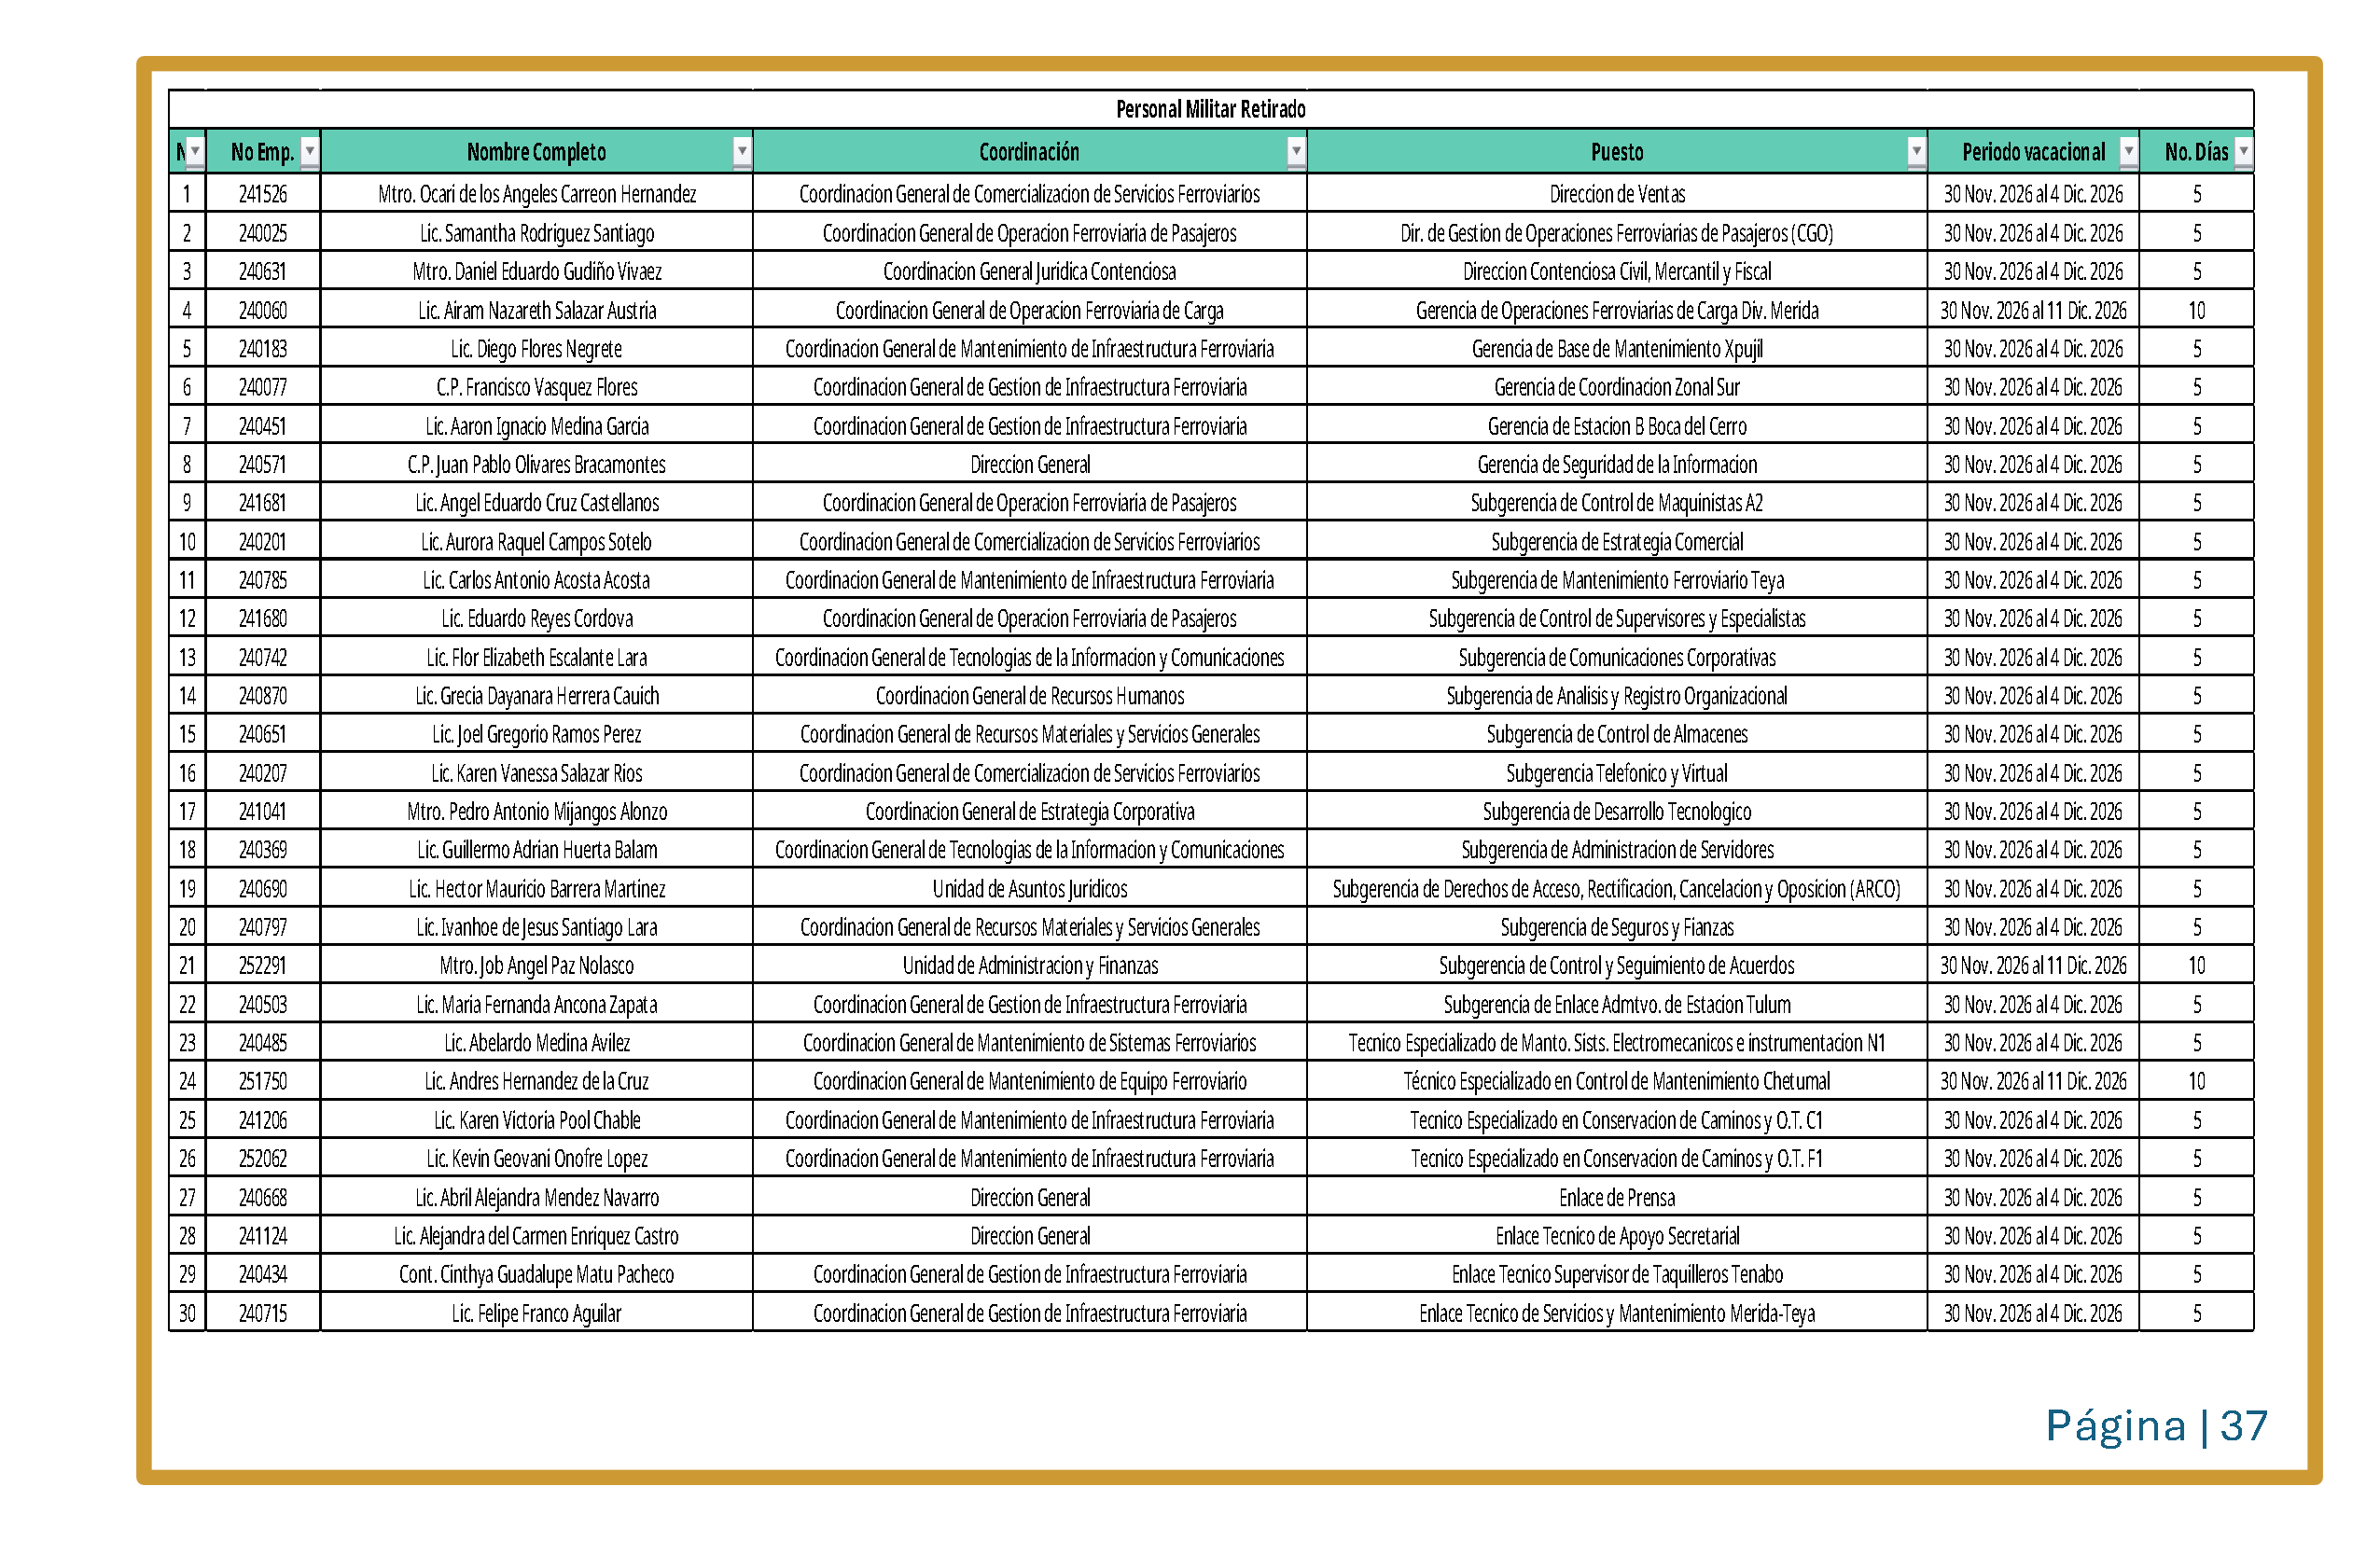 Personal Militar Retirado
N No Emp. Nombre Completo Coordinación Puesto Periodo vacacional No. Días
1 241526 Mtro. Ocari de los Angeles Carreon Hernandez Coordinacion General de Comercializacion de Servicios Ferroviarios Direccion de Ventas 30 Nov. 2026 al 4 Dic. 2026 5
2 240025 Lic. Samantha Rodriguez Santiago Coordinacion General de Operacion Ferroviaria de Pasajeros Dir. de Gestion de Operaciones Ferroviarias de Pasajeros (CGO) 30 Nov. 2026 al 4 Dic. 2026 5
3 240631 Mtro. Daniel Eduardo Gudiño Vivaez Coordinacion General Juridica Contenciosa Direccion Contenciosa Civil, Mercantil y Fiscal 30 Nov. 2026 al 4 Dic. 2026 5
4 240060 Lic. Airam Nazareth Salazar Austria Coordinacion General de Operacion Ferroviaria de Carga Gerencia de Operaciones Ferroviarias de Carga Div. Merida 30 Nov. 2026 al 11 Dic. 2026 10
5 240183 Lic. Diego Flores Negrete Coordinacion General de Mantenimiento de Infraestructura Ferroviaria Gerencia de Base de Mantenimiento Xpujil 30 Nov. 2026 al 4 Dic. 2026 5
6 240077 C.P. Francisco Vasquez Flores Coordinacion General de Gestion de Infraestructura Ferroviaria Gerencia de Coordinacion Zonal Sur 30 Nov. 2026 al 4 Dic. 2026 5
7 240451 Lic. Aaron Ignacio Medina Garcia Coordinacion General de Gestion de Infraestructura Ferroviaria Gerencia de Estacion B Boca del Cerro 30 Nov. 2026 al 4 Dic. 2026 5
8 240571 C.P. Juan Pablo Olivares Bracamontes Direccion General Gerencia de Seguridad de la Informacion 30 Nov. 2026 al 4 Dic. 2026 5
9 241681 Lic. Angel Eduardo Cruz Castellanos Coordinacion General de Operacion Ferroviaria de Pasajeros Subgerencia de Control de Maquinistas A2 30 Nov. 2026 al 4 Dic. 2026 5
10 240201 Lic. Aurora Raquel Campos Sotelo Coordinacion General de Comercializacion de Servicios Ferroviarios Subgerencia de Estrategia Comercial 30 Nov. 2026 al 4 Dic. 2026 5
11 240785 Lic. Carlos Antonio Acosta Acosta Coordinacion General de Mantenimiento de Infraestructura Ferroviaria Subgerencia de Mantenimiento Ferroviario Teya 30 Nov. 2026 al 4 Dic. 2026 5
12 241680 Lic. Eduardo Reyes Cordova Coordinacion General de Operacion Ferroviaria de Pasajeros Subgerencia de Control de Supervisores y Especialistas 30 Nov. 2026 al 4 Dic. 2026 5
13 240742 Lic. Flor Elizabeth Escalante Lara Coordinacion General de Tecnologias de la Informacion y Comunicaciones Subgerencia de Comunicaciones Corporativas 30 Nov. 2026 al 4 Dic. 2026 5
14 240870 Lic. Grecia Dayanara Herrera Cauich Coordinacion General de Recursos Humanos Subgerencia de Analisis y Registro Organizacional 30 Nov. 2026 al 4 Dic. 2026 5
15 240651 Lic. Joel Gregorio Ramos Perez Coordinacion General de Recursos Materiales y Servicios Generales Subgerencia de Control de Almacenes 30 Nov. 2026 al 4 Dic. 2026 5
16 240207 Lic. Karen Vanessa Salazar Rios Coordinacion General de Comercializacion de Servicios Ferroviarios Subgerencia Telefonico y Virtual 30 Nov. 2026 al 4 Dic. 2026 5
17 241041 Mtro. Pedro Antonio Mijangos Alonzo Coordinacion General de Estrategia Corporativa Subgerencia de Desarrollo Tecnologico 30 Nov. 2026 al 4 Dic. 2026 5
18 240369 Lic. Guillermo Adrian Huerta Balam Coordinacion General de Tecnologias de la Informacion y Comunicaciones Subgerencia de Administracion de Servidores 30 Nov. 2026 al 4 Dic. 2026 5
19 240690 Lic. Hector Mauricio Barrera Martinez Unidad de Asuntos Juridicos Subgerencia de Derechos de Acceso, Rectificacion, Cancelacion y Oposicion (ARCO) 30 Nov. 2026 al 4 Dic. 2026 5
20 240797 Lic. Ivanhoe de Jesus Santiago Lara Coordinacion General de Recursos Materiales y Servicios Generales Subgerencia de Seguros y Fianzas 30 Nov. 2026 al 4 Dic. 2026 5
21 252291 Mtro. Job Angel Paz Nolasco Unidad de Administracion y Finanzas Subgerencia de Control y Seguimiento de Acuerdos 30 Nov. 2026 al 11 Dic. 2026 10
22 240503 Lic. Maria Fernanda Ancona Zapata Coordinacion General de Gestion de Infraestructura Ferroviaria Subgerencia de Enlace Admtvo. de Estacion Tulum 30 Nov. 2026 al 4 Dic. 2026 5
23 240485 Lic. Abelardo Medina Avilez Coordinacion General de Mantenimiento de Sistemas Ferroviarios Tecnico Especializado de Manto. Sists. Electromecanicos e instrumentacion N1 30 Nov. 2026 al 4 Dic. 2026 5
24 251750 Lic. Andres Hernandez de la Cruz Coordinacion General de Mantenimiento de Equipo Ferroviario Técnico Especializado en Control de Mantenimiento Chetumal 30 Nov. 2026 al 11 Dic. 2026 10
25 241206 Lic. Karen Victoria Pool Chable Coordinacion General de Mantenimiento de Infraestructura Ferroviaria Tecnico Especializado en Conservacion de Caminos y O.T. C1 30 Nov. 2026 al 4 Dic. 2026 5
26 252062 Lic. Kevin Geovani Onofre Lopez Coordinacion General de Mantenimiento de Infraestructura Ferroviaria Tecnico Especializado en Conservacion de Caminos y O.T. F1 30 Nov. 2026 al 4 Dic. 2026 5
27 240668 Lic. Abril Alejandra Mendez Navarro Direccion General Enlace de Prensa 30 Nov. 2026 al 4 Dic. 2026 5
28 241124 Lic. Alejandra del Carmen Enriquez Castro Direccion General Enlace Tecnico de Apoyo Secretarial 30 Nov. 2026 al 4 Dic. 2026 5
29 240434 Cont. Cinthya Guadalupe Matu Pacheco Coordinacion General de Gestion de Infraestructura Ferroviaria Enlace Tecnico Supervisor de Taquilleros Tenabo 30 Nov. 2026 al 4 Dic. 2026 5
30 240715 Lic. Felipe Franco Aguilar Coordinacion General de Gestion de Infraestructura Ferroviaria Enlace Tecnico de Servicios y Mantenimiento Merida-Teya 30 Nov. 2026 al 4 Dic. 2026 5
Página | 37